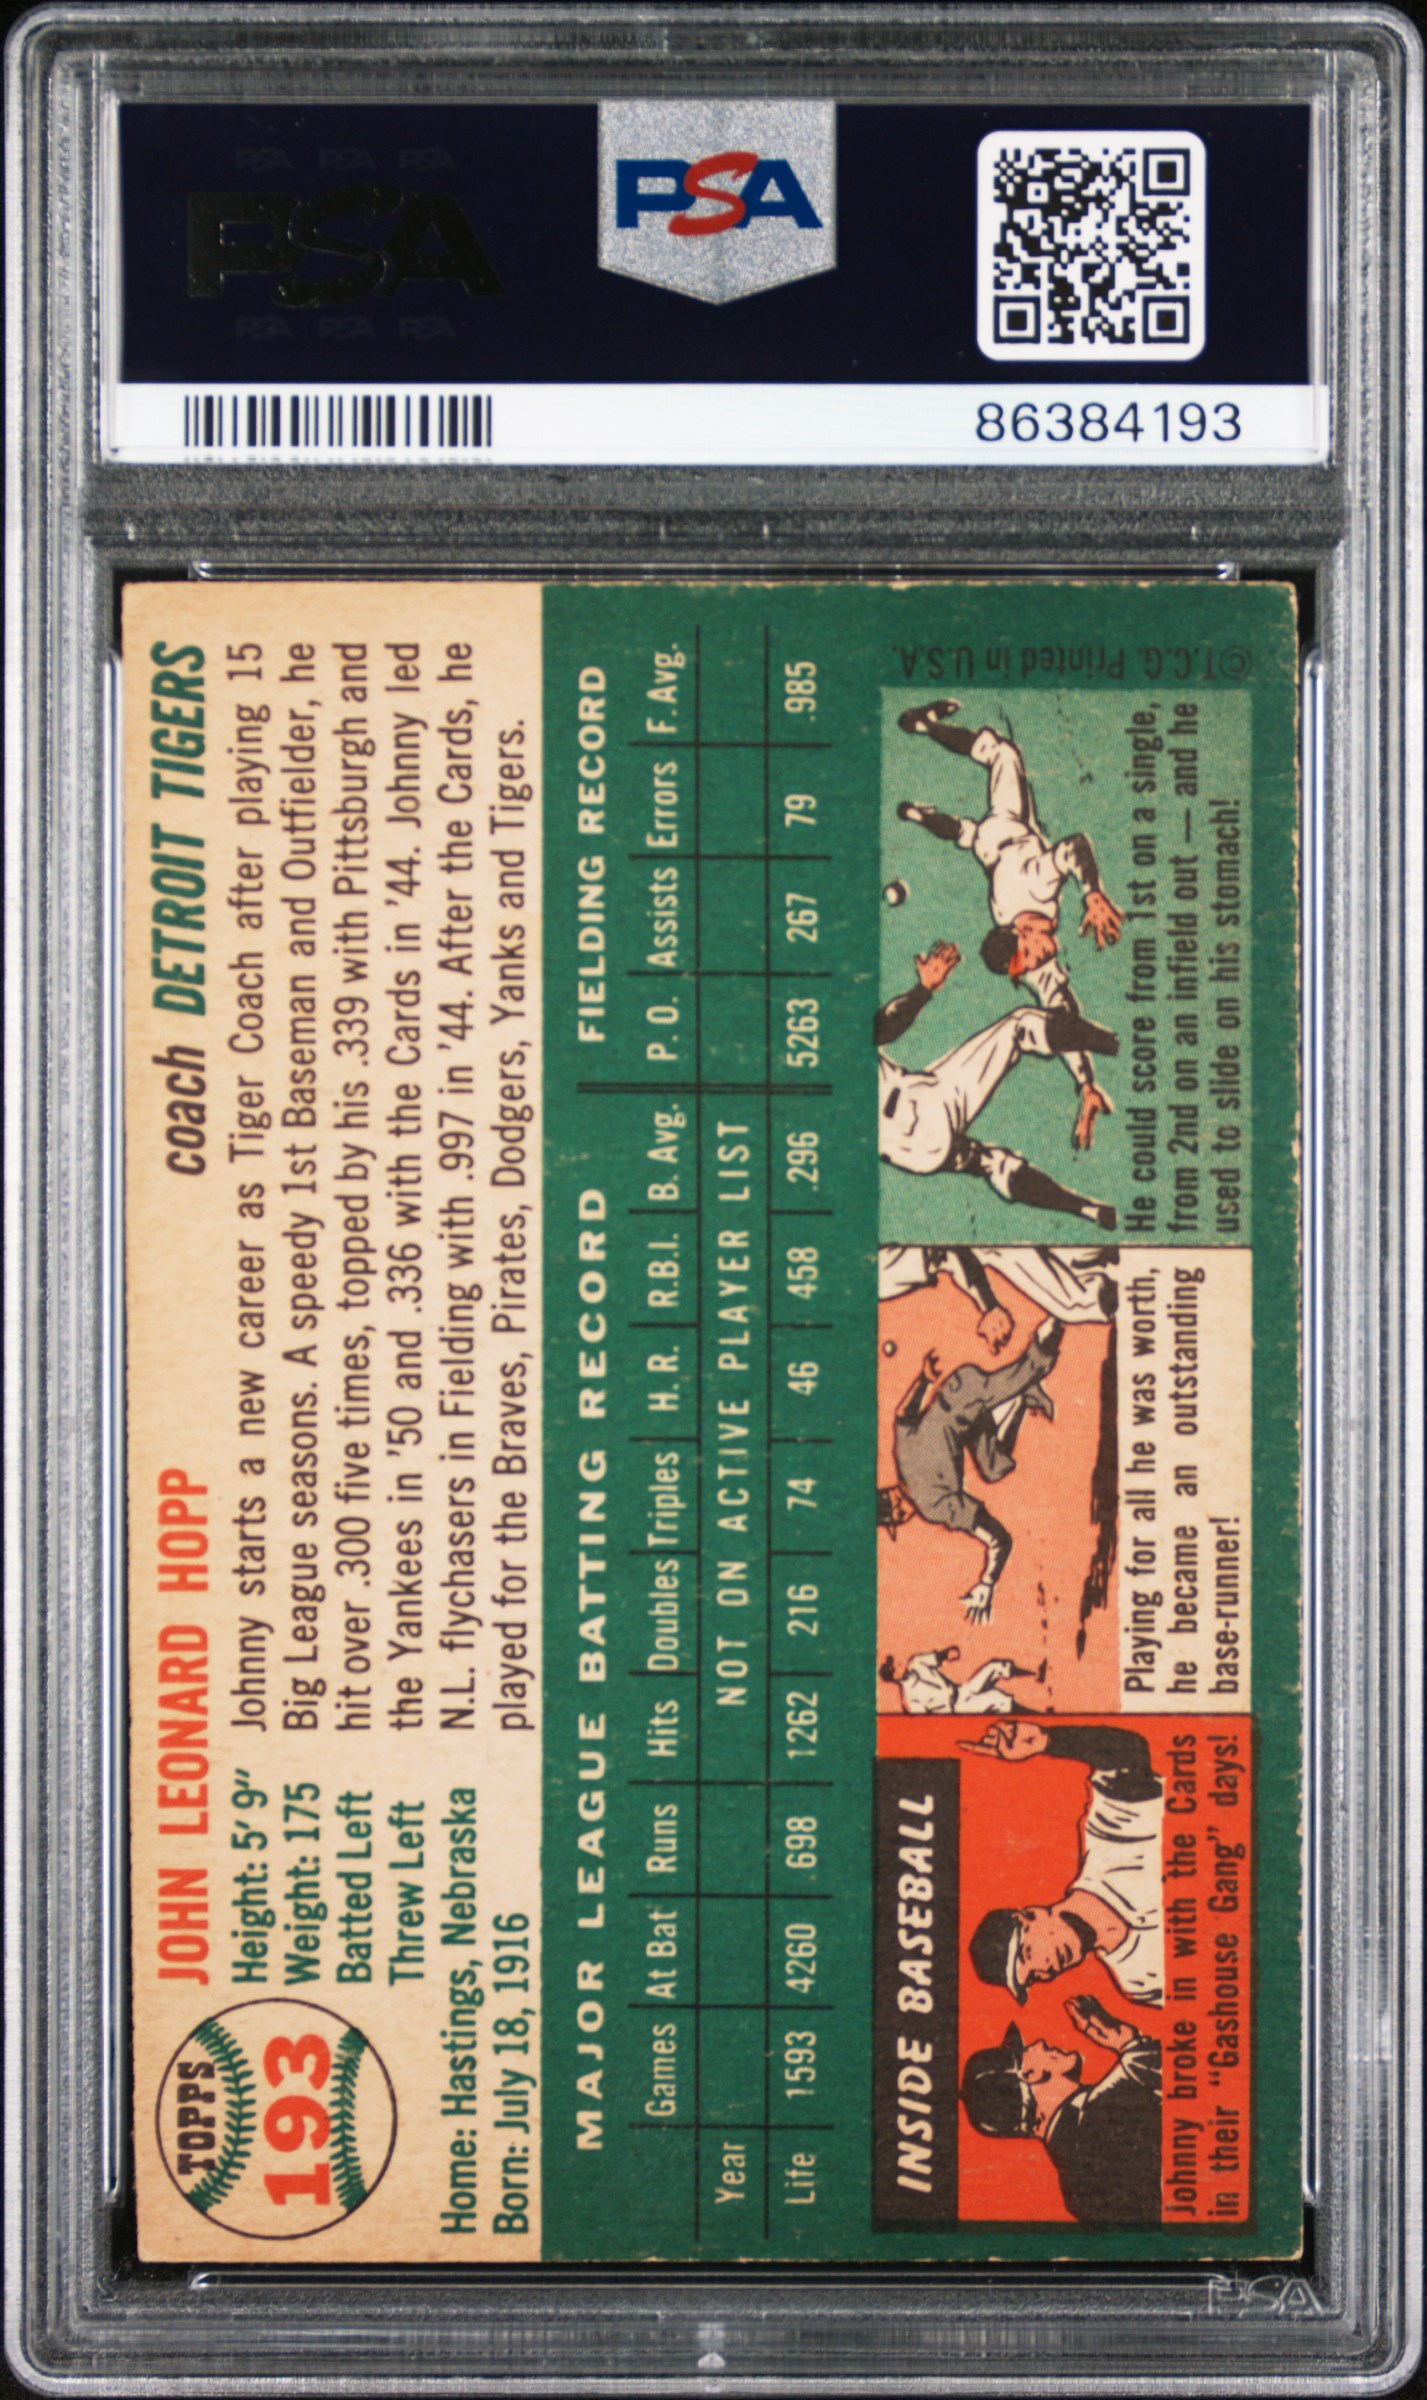 PSA PSA PSA
PSA
PSA PSA PSA
PSA
86384193
TOPPS
193
JOHN LEONARD HOPP
coach DETROIT TIGERS
Height: 5' 9"
Weight: 175
Batted Left
Threw Left
Home: Hastings, Nebraska
Born: July 18, 1916
Johnny starts a new career as Tiger Coach after playing 15
Big League seasons. A speedy 1st Baseman and Outfielder, he
hit over .300 five times, topped by his .339 with Pittsburgh and
the Yankees in '50 and .336 with the Cards in '44. Johnny led
N.L. flychasers in Fielding with .997 in '44. After the Cards, he
played for the Braves, Pirates, Dodgers, Yanks and Tigers.
MAJOR LEAGUE BATTING RECORD FIELDING RECORD
Games At Bat Runs Hits Doubles Triples H. R. R.B.I. B. Avg. P. O. Assists Errors F. Avg.
Year NOT ON ACTIVE PLAYER LIST
Life 1593 4260 698 1262 216 74 46 458 .296 5263 267 79 .985
INSIDE BASEBALL
Johnny broke in with the Cards
in their "Gashouse Gang" days!
Playing for all he was worth,
he became an outstanding
base-runner!
He could score from 1st on a single,
from 2nd on an infield out — and he
used to slide on his stomach!
©T.C.G. Printed in U.S.A.
PSA